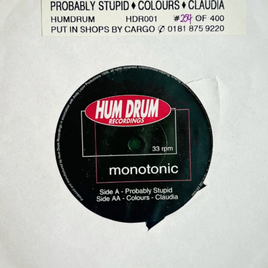 PROBABLY STUPID ♦ COLOURS ♦ CLAUDIA
HUMDRUM HDR001 #254 OF 400
PUT IN SHOPS BY CARGO ✆ 0181 875 9220
HUM DRUM
RECORDINGS
33 rpm
monotonic
Side A - Probably Stupid
Side AA - Colours - Claudia